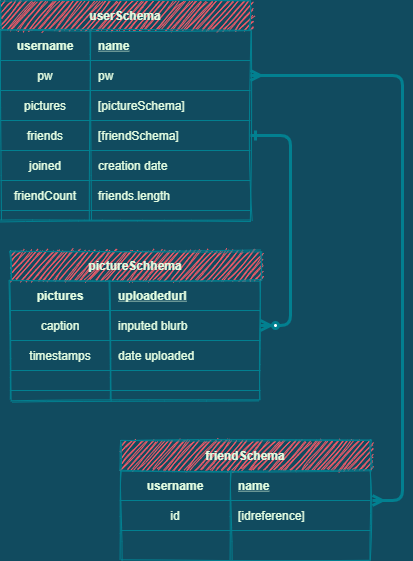 userSchema
username name
pw pw
pictures [pictureSchema]
friends [friendSchema]
joined creation date
friendCount friends.length
pictureSchhema
pictures uploadedurl
caption inputed blurb
timestamps date uploaded
friendSchema
username name
id [idreference]